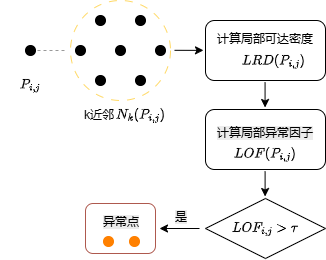 计算局部可达密度
LRD(P_{i,j})
P_{i,j}
k近邻 N_k(P_{i,j})
计算局部异常因子
LOF(P_{i,j})
异常点
是
LOF_{i,j} > τ